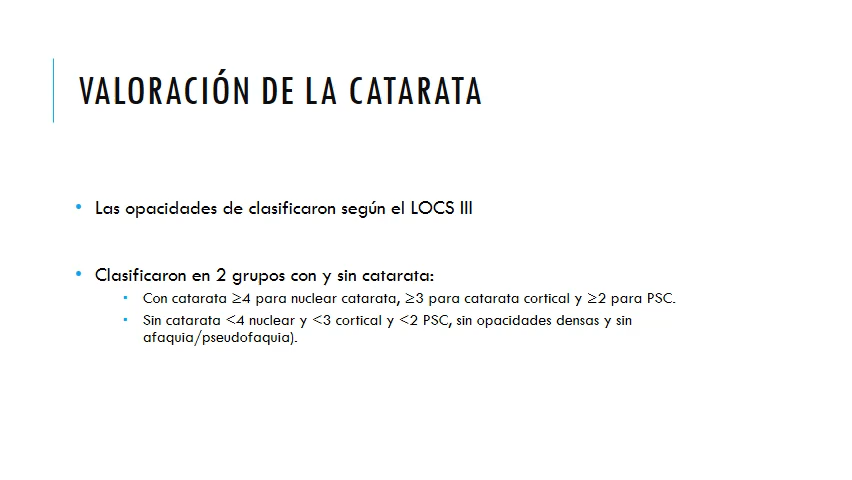 VALORACIÓN DE LA CATARATA
• Las opacidades de clasificaron según el LOCS III
• Clasificaron en 2 grupos con y sin catarata:
• Con catarata ≥4 para nuclear catarata, ≥3 para catarata cortical y ≥2 para PSC.
• Sin catarata <4 nuclear y <3 cortical y <2 PSC, sin opacidades densas y sin
afaquia/pseudofaquia).